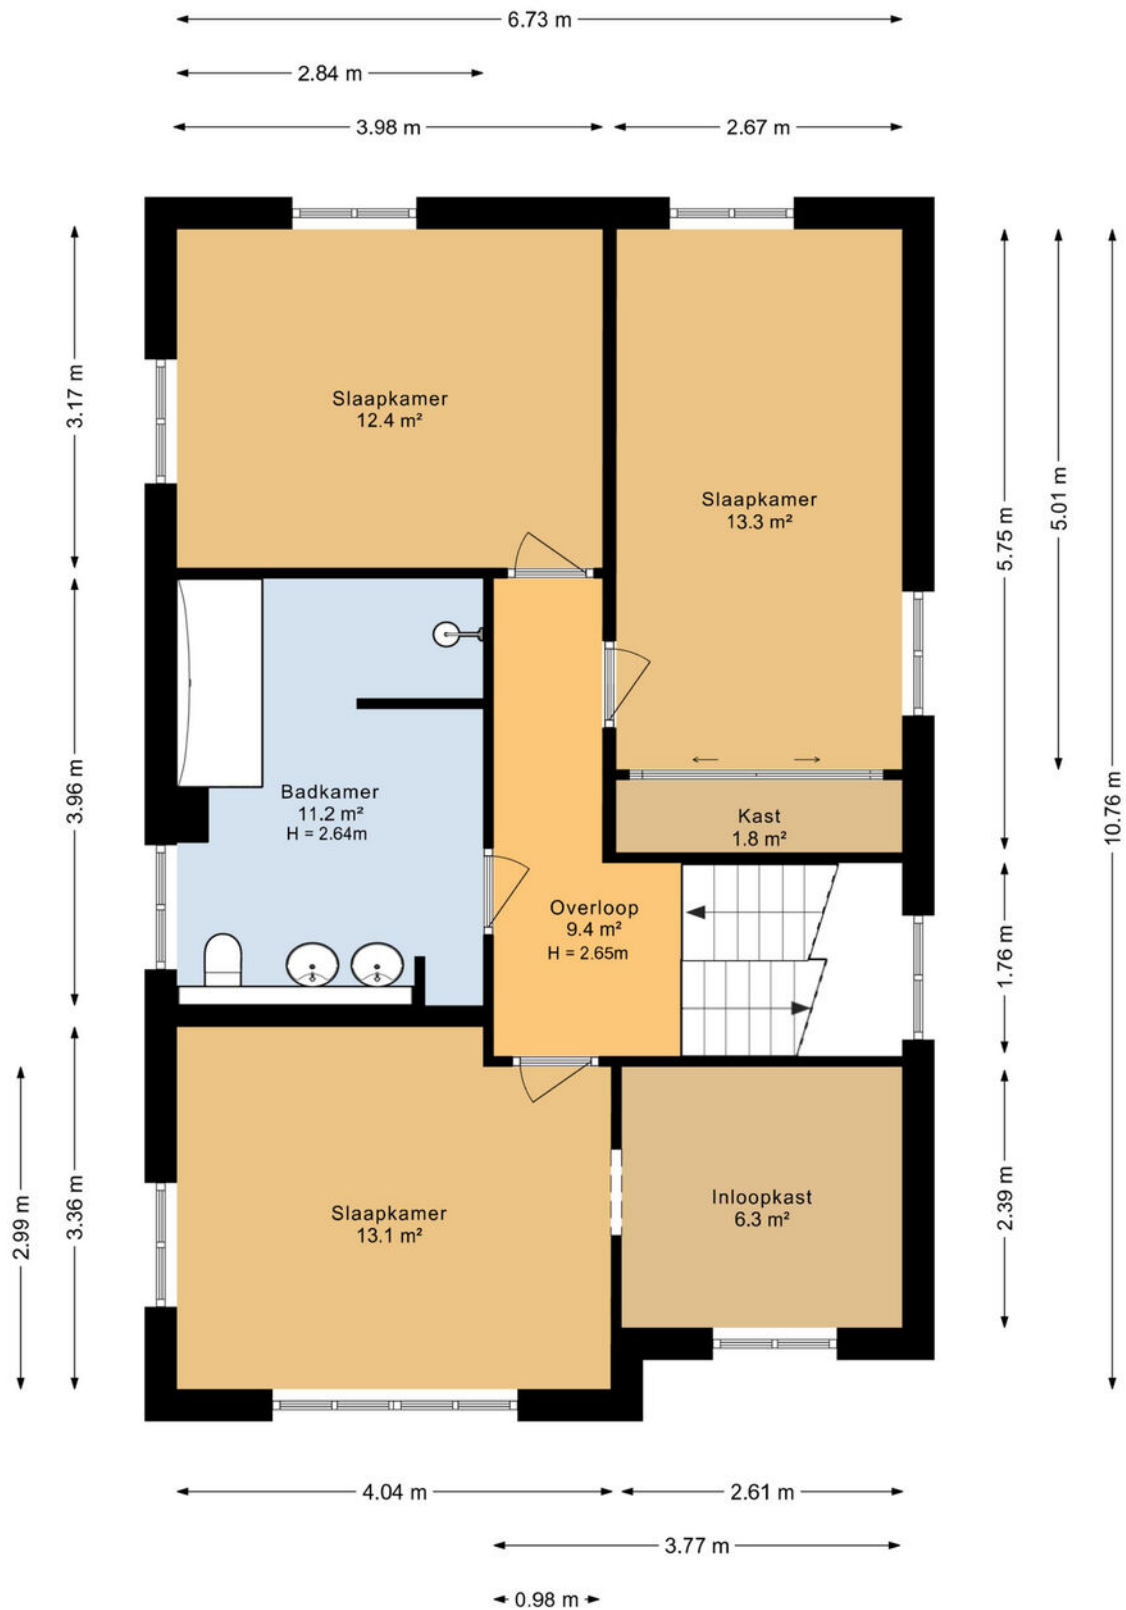 6.73 m
2.84 m
3.98 m
2.67 m
3.17 m
Slaapkamer
12.4 m²
Slaapkamer
13.3 m²
5.75 m
5.01 m
10.76 m
3.96 m
Badkamer
11.2 m²
H = 2.64m
Kast
1.8 m²
Overloop
9.4 m²
H = 2.65m
1.76 m
2.99 m
3.36 m
Slaapkamer
13.1 m²
Inloopkast
6.3 m²
2.39 m
4.04 m
2.61 m
3.77 m
0.98 m